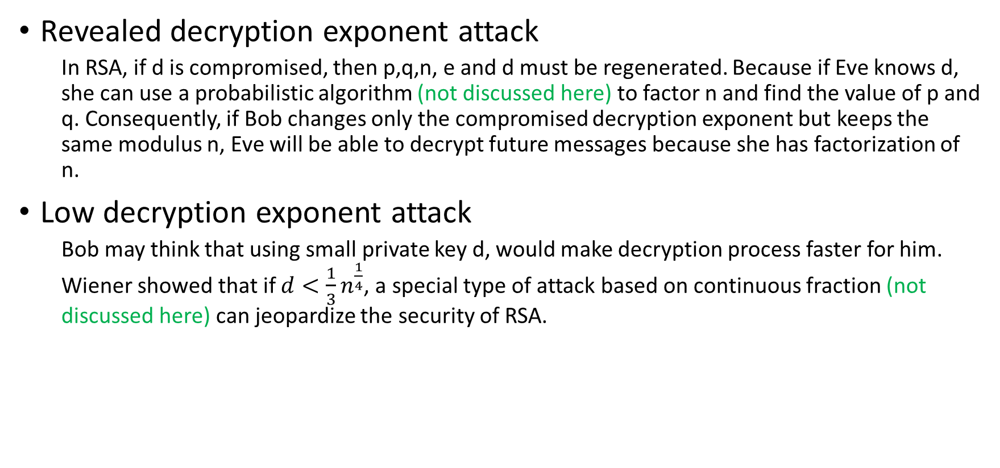 • Revealed decryption exponent attack
In RSA, if d is compromised, then p,q,n, e and d must be regenerated. Because if Eve knows d,
she can use a probabilistic algorithm (not discussed here) to factor n and find the value of p and
q. Consequently, if Bob changes only the compromised decryption exponent but keeps the
same modulus n, Eve will be able to decrypt future messages because she has factorization of
n.
• Low decryption exponent attack
Bob may think that using small private key d, would make decryption process faster for him.
Wiener showed that if $d < \frac{1}{3} n^{\frac{1}{4}}$, a special type of attack based on continuous fraction (not
discussed here) can jeopardize the security of RSA.